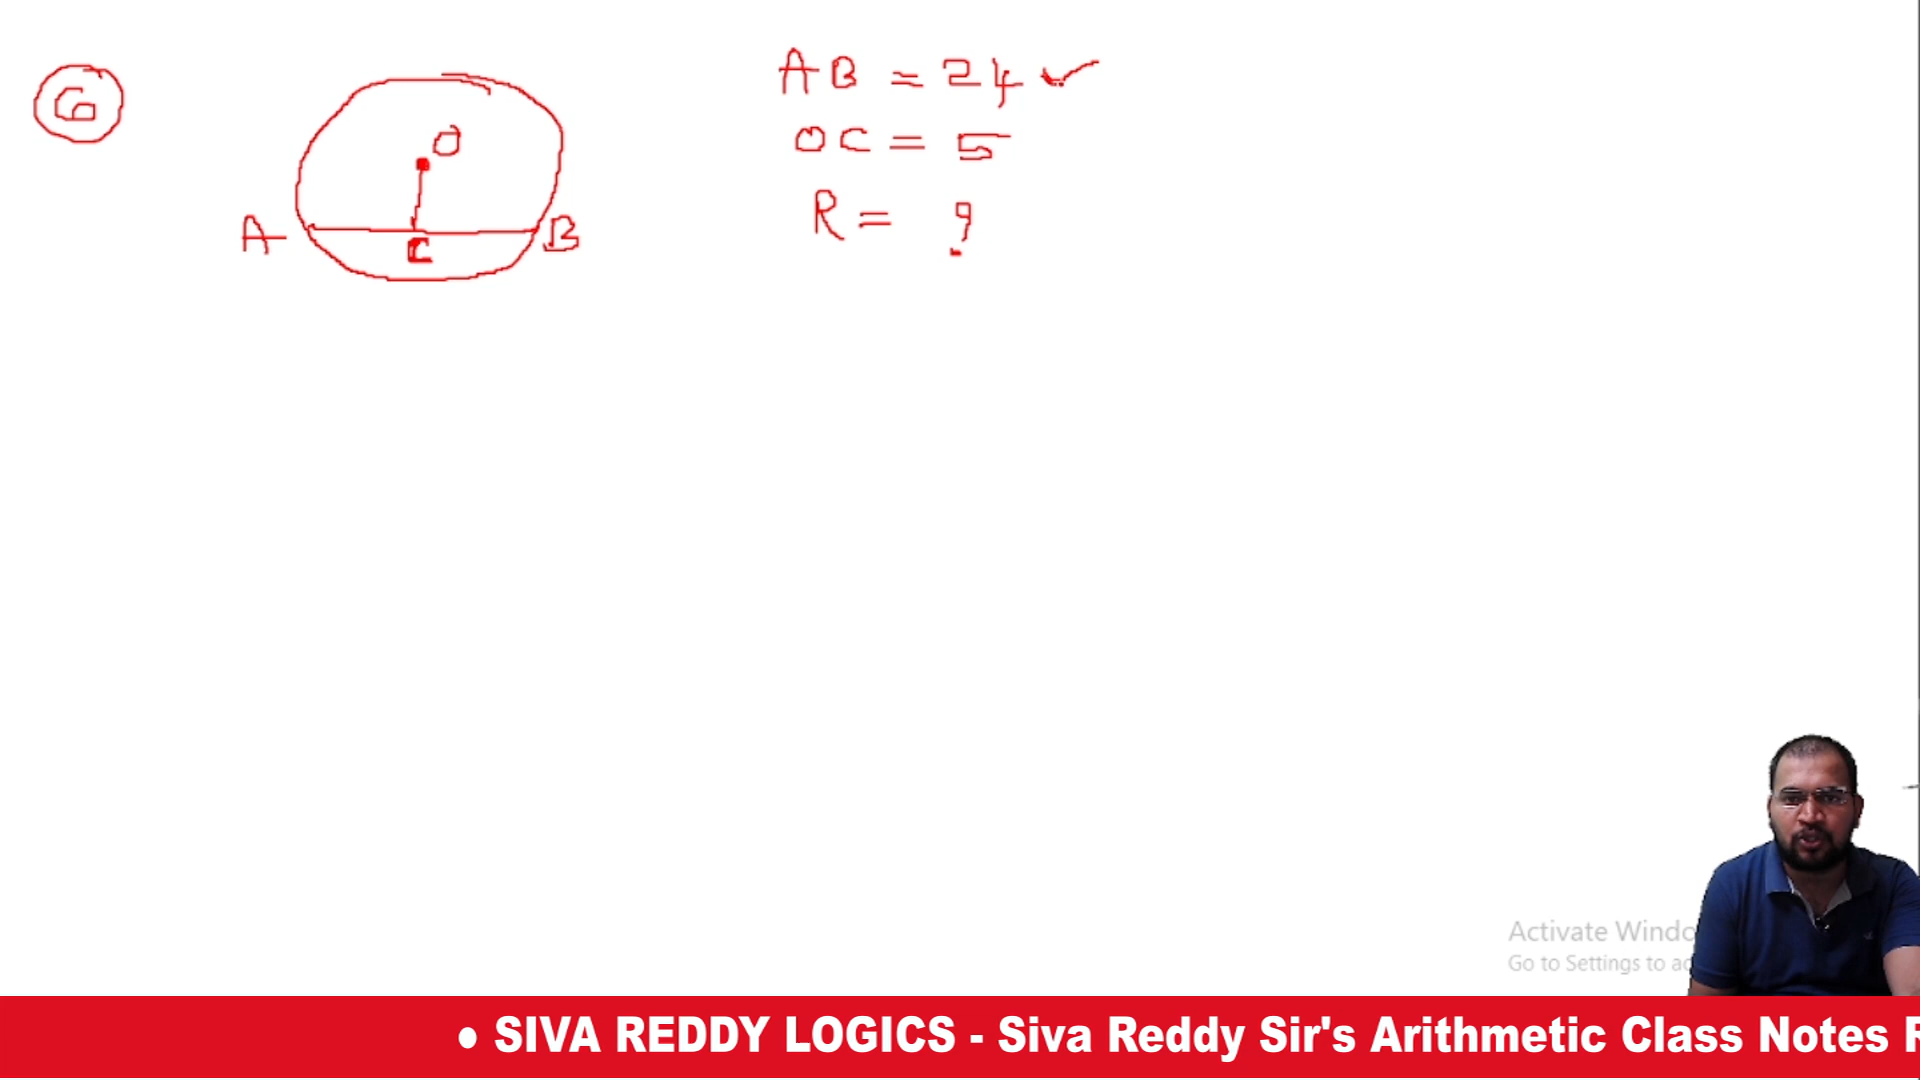 6
AB = 24 ✓
OC = 5
R = ?
O
A
C
B
Activate Windo
Go to Settings to ac
• SIVA REDDY LOGICS - Siva Reddy Sir's Arithmetic Class Notes R